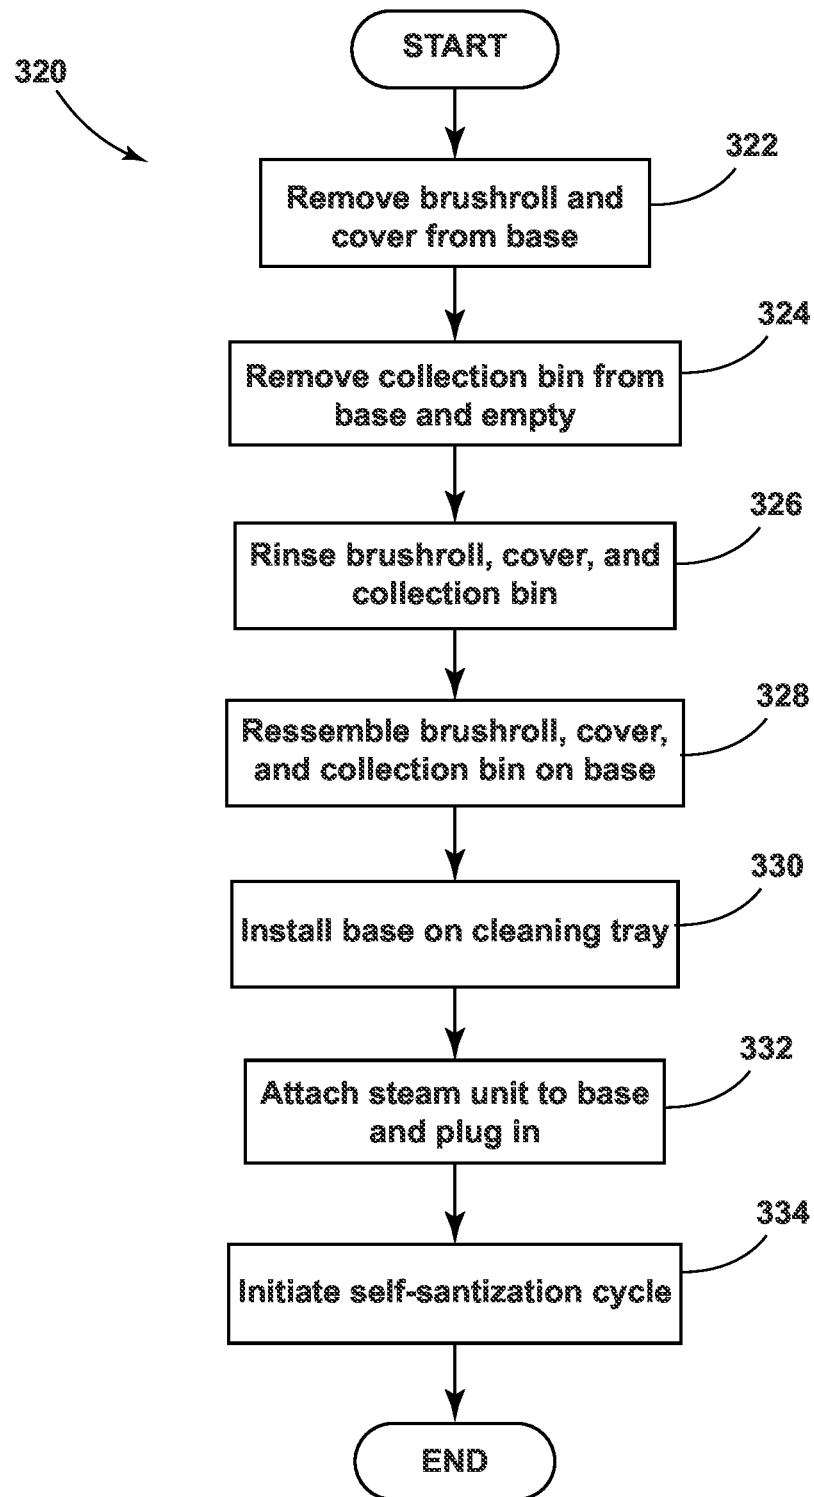 START
320
322
Remove brushroll and
cover from base
324
Remove collection bin from
base and empty
326
Rinse brushroll, cover, and
collection bin
328
Ressemble brushroll, cover,
and collection bin on base
330
Install base on cleaning tray
332
Attach steam unit to base
and plug in
334
Initiate self-santization cycle
END